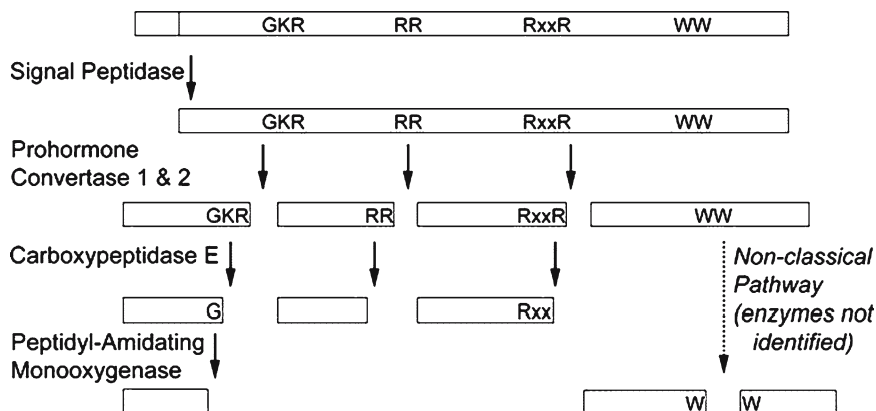 GKR RR RxxR WW
Signal Peptidase
GKR RR RxxR WW
Prohormone
Convertase 1 & 2
GKR RR RxxR WW
Carboxypeptidase E
Non-classical
Pathway
(enzymes not
identified)
G Rxx
Peptidyl-Amidating
Monooxygenase
W W